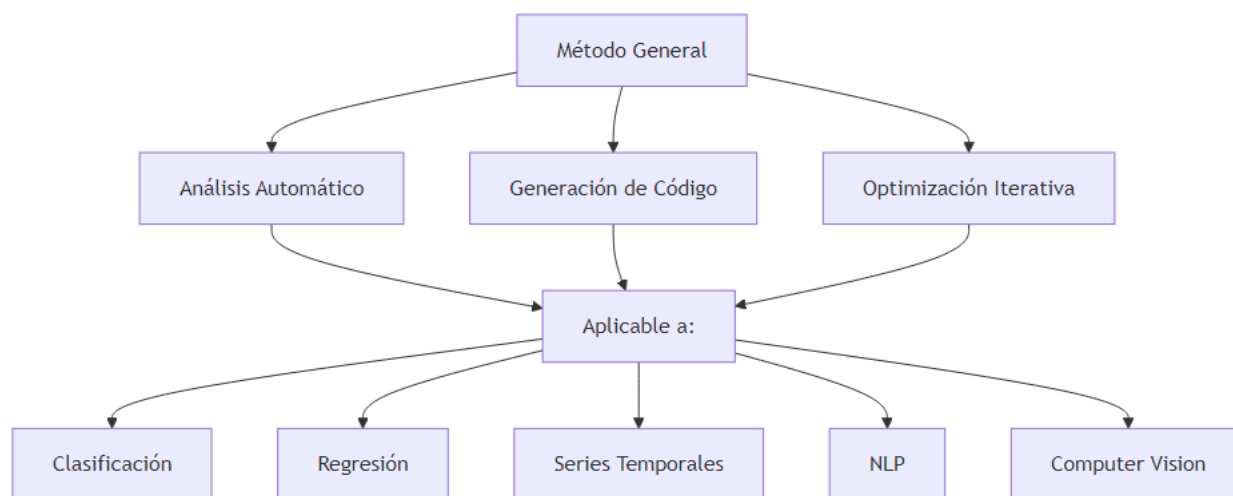 Método General
Análisis Automático
Generación de Código
Optimización Iterativa
Aplicable a:
Clasificación
Regresión
Series Temporales
NLP
Computer Vision